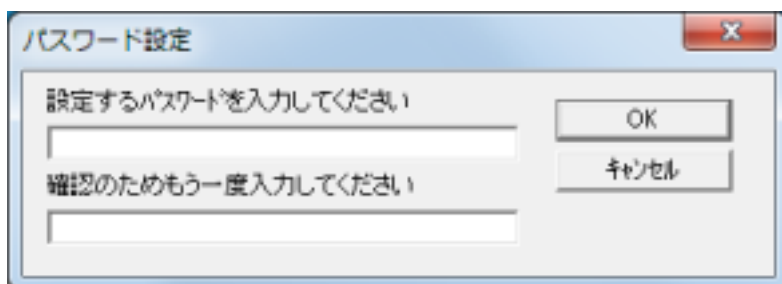 パスワード設定
設定するﾊﾟｽﾜｰﾄﾞを入力してください
OK
ｷｬﾝｾﾙ
確認のためもう一度入力してください